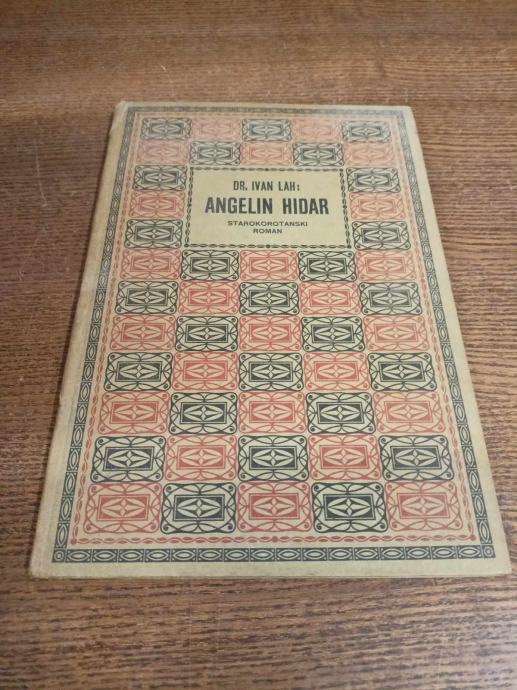 DR. IVAN LAH:
ANGELIN HIDAR
STAROKOROTANSKI
ROMAN